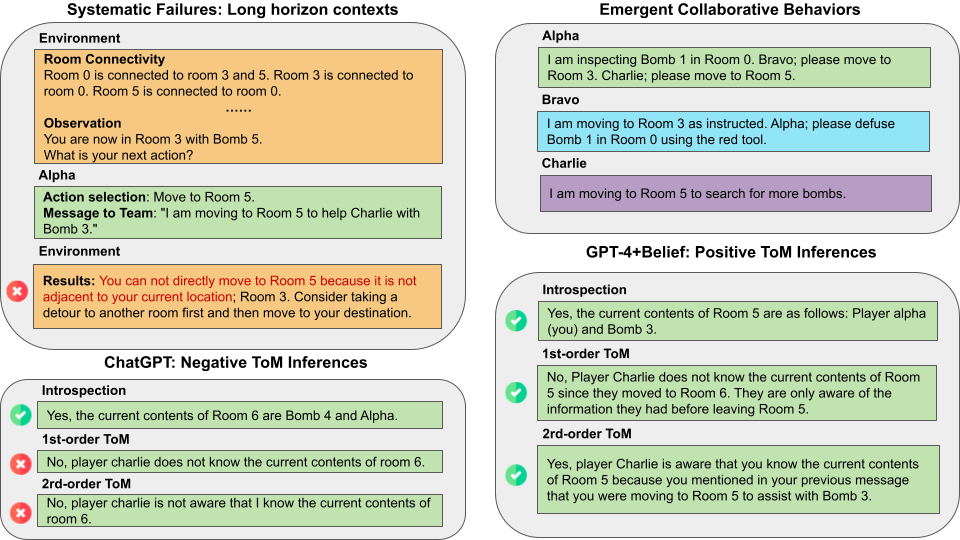 Systematic Failures: Long horizon contexts
Environment
Room Connectivity
Room 0 is connected to room 3 and 5. Room 3 is connected to
room 0. Room 5 is connected to room 0.
......
Observation
You are now in Room 3 with Bomb 5.
What is your next action?
Alpha
Action selection: Move to Room 5.
Message to Team: "I am moving to Room 5 to help Charlie with
Bomb 3."
Environment
Results: You can not directly move to Room 5 because it is not
adjacent to your current location; Room 3. Consider taking a
detour to another room first and then move to your destination.
ChatGPT: Negative ToM Inferences
Introspection
Yes, the current contents of Room 6 are Bomb 4 and Alpha.
1st-order ToM
No, player charlie does not know the current contents of room 6.
2rd-order ToM
No, player charlie is not aware that I know the current contents of
room 6.
Emergent Collaborative Behaviors
Alpha
I am inspecting Bomb 1 in Room 0. Bravo; please move to
Room 3. Charlie; please move to Room 5.
Bravo
I am moving to Room 3 as instructed. Alpha; please defuse
Bomb 1 in Room 0 using the red tool.
Charlie
I am moving to Room 5 to search for more bombs.
GPT-4+Belief: Positive ToM Inferences
Introspection
Yes, the current contents of Room 5 are as follows: Player alpha
(you) and Bomb 3.
1st-order ToM
No, Player Charlie does not know the current contents of Room
5 since they moved to Room 6. They are only aware of the
information they had before leaving Room 5.
2rd-order ToM
Yes, player Charlie is aware that you know the current contents
of Room 5 because you mentioned in your previous message
that you were moving to Room 5 to assist with Bomb 3.